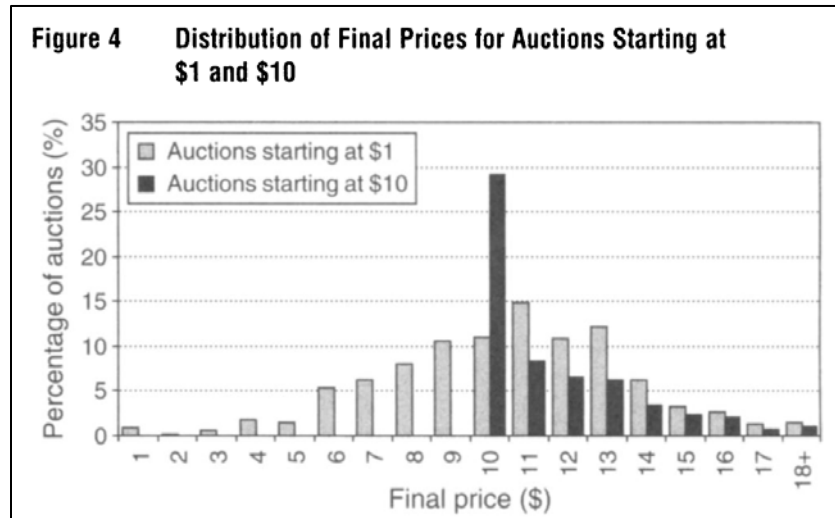 Figure 4 Distribution of Final Prices for Auctions Starting at
$1 and $10
35
30
25
20
15
10
5
0
Percentage of auctions (%)
Auctions starting at $1
Auctions starting at $10
1 2 3 4 5 6 7 8 9 10 11 12 13 14 15 16 17 18+
Final price ($)